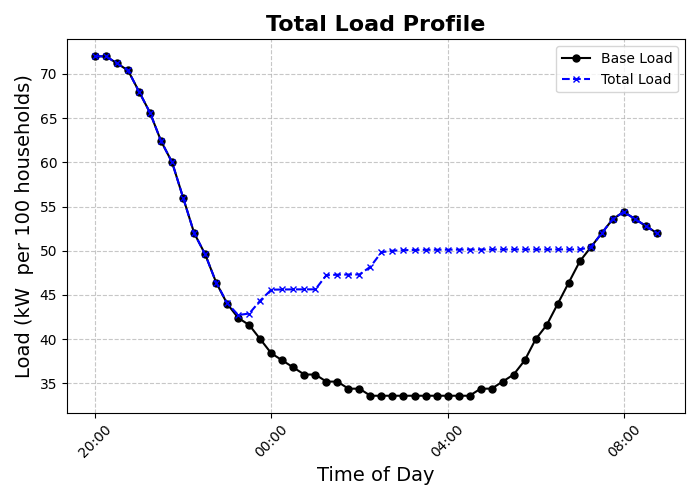 Total Load Profile
Base Load
Total Load
Load (kW  per 100 households)
70
65
60
55
50
45
40
35
20:00
00:00
04:00
08:00
Time of Day